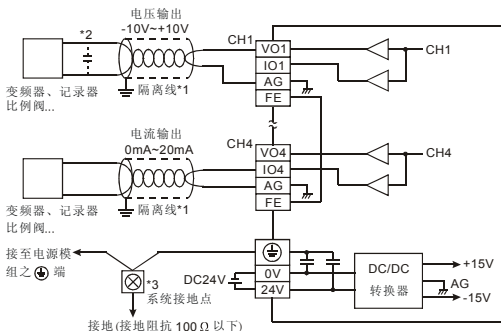 电压输出
-10V~+10V
*2
CH1
VO1
IO1
AG
FE
CH1
隔离线*1
变频器、记录器
比例阀...
电流输出
0mA~20mA
CH4
VO4
IO4
AG
FE
CH4
隔离线*1
变频器、记录器
比例阀...
接至电源模
组之 端
*3
系统接地点
DC24V
0V
24V
DC/DC
转换器
+15V
AG
-15V
接地(接地阻抗 100 Ω 以下)